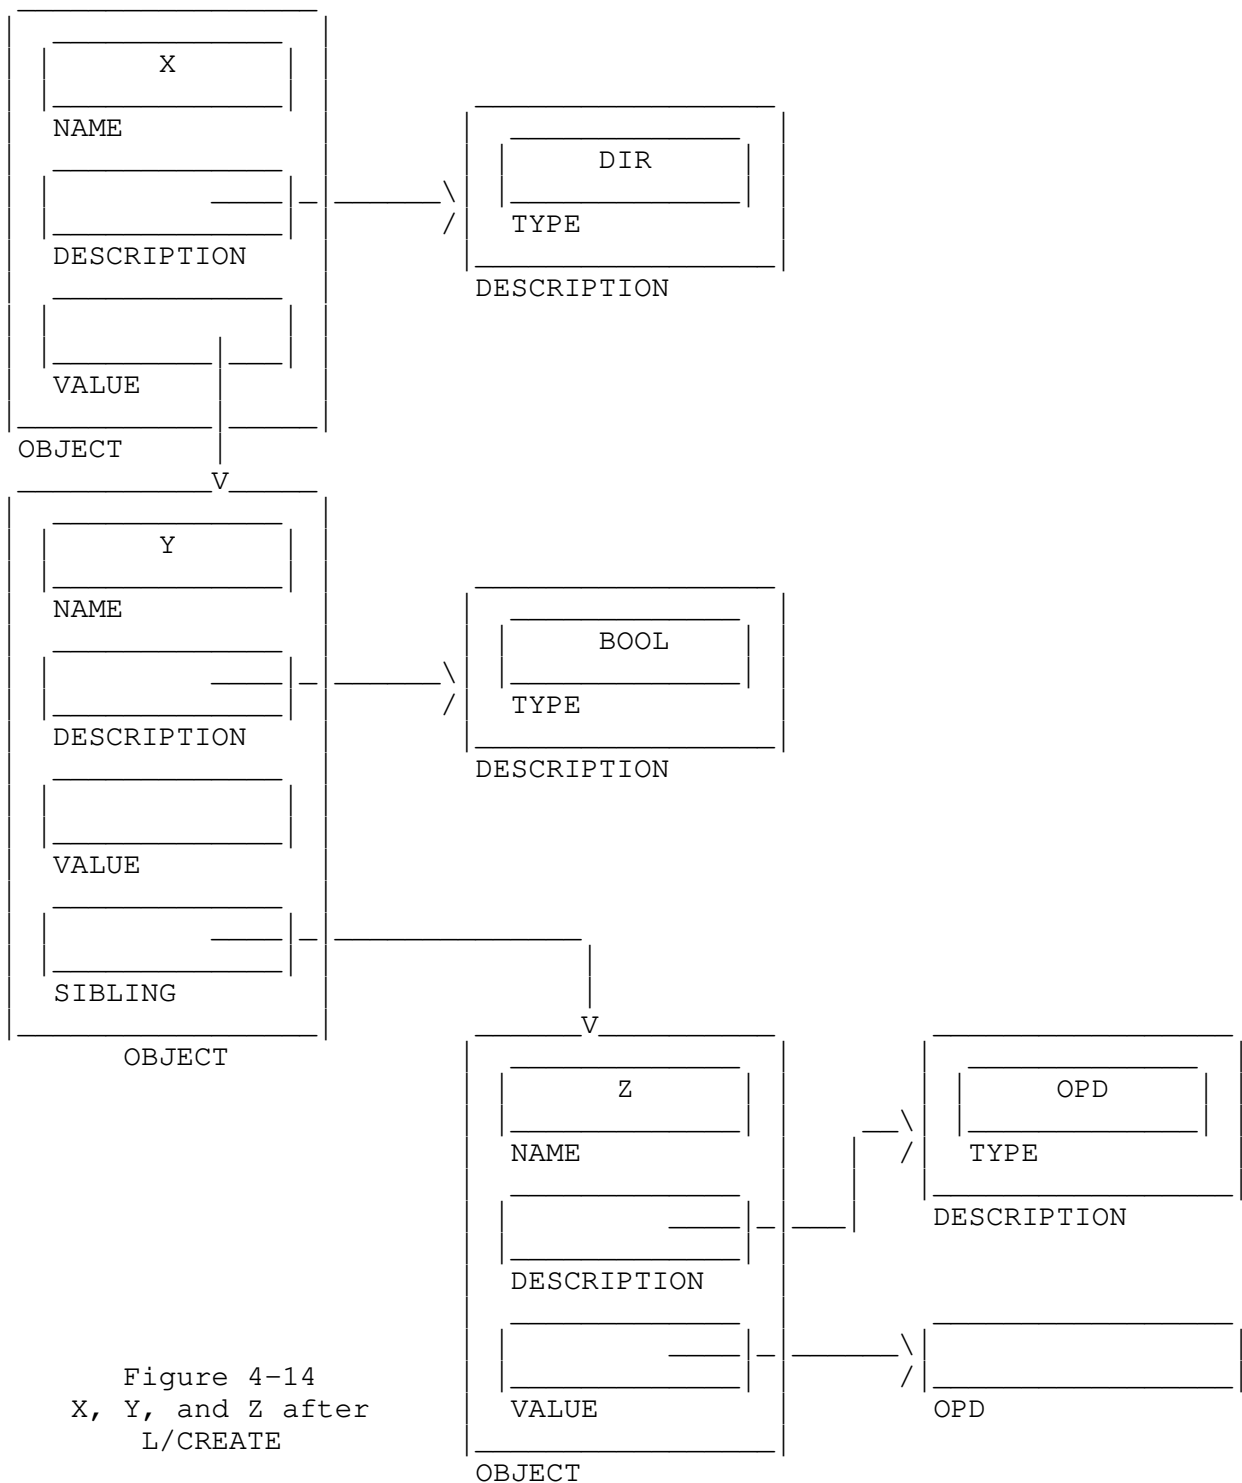 X
NAME
DIR
TYPE
DESCRIPTION
DESCRIPTION
VALUE
OBJECT
Y
NAME
BOOL
TYPE
DESCRIPTION
DESCRIPTION
VALUE
SIBLING
OBJECT
Z
OPD
NAME
TYPE
DESCRIPTION
DESCRIPTION
Figure 4-14
X, Y, and Z after
L/CREATE
VALUE
OPD
OBJECT